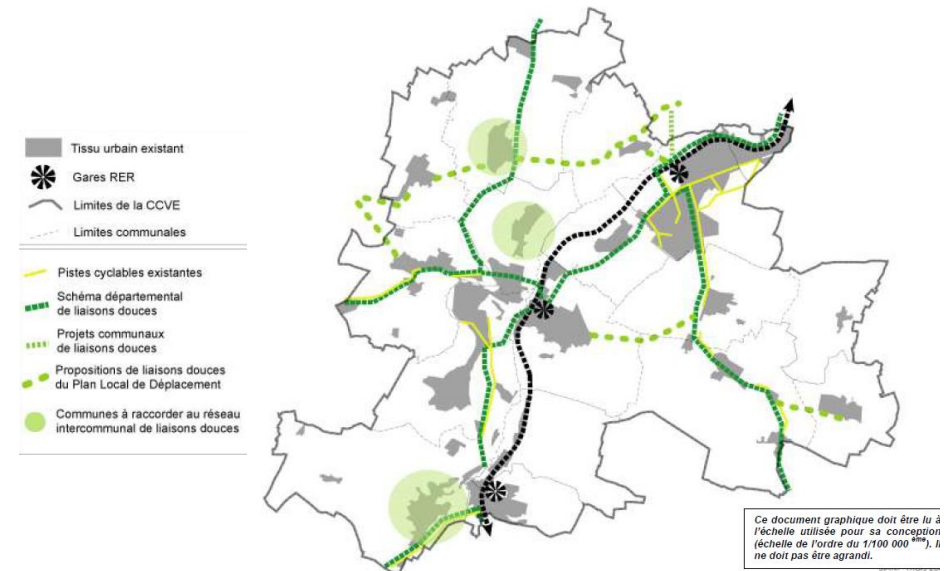 Tissu urbain existant
Gares RER
Limites de la CCVE
Limites communales
Pistes cyclables existantes
Schéma départemental
de liaisons douces
Projets communaux
de liaisons douces
Propositions de liaisons douces
du Plan Local de Déplacement
Communes à raccorder au réseau
intercommunal de liaisons douces
Ce document graphique doit être lu à
l'échelle utilisée pour sa conception
(échelle de l'ordre du 1/100 000 ème). Il
ne doit pas être agrandi.